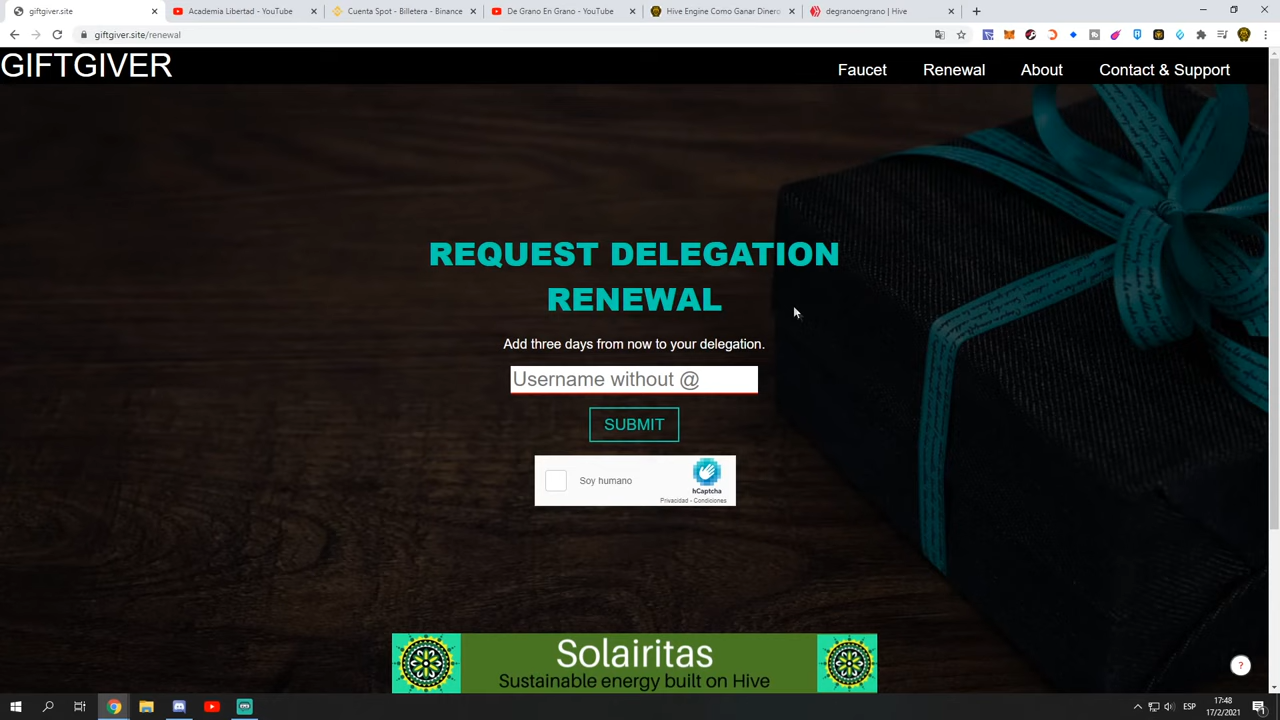 giftgiver.site
Academia Libertad - YouTube
Cuenta Spot - Billetera - Binance
De Grano En Grano - YouTube
Hive Engine Como Ganar Dinero
degranoengrano | Hive
giftgiver.site/renewal
GIFTGIVER
Faucet
Renewal
About
Contact & Support
REQUEST DELEGATION
RENEWAL
Add three days from now to your delegation.
Username without @
SUBMIT
Soy humano
hCaptcha
Privacidad - Condiciones
Solairitas
Sustainable energy built on Hive
?
ESP
17:48
17/2/2021